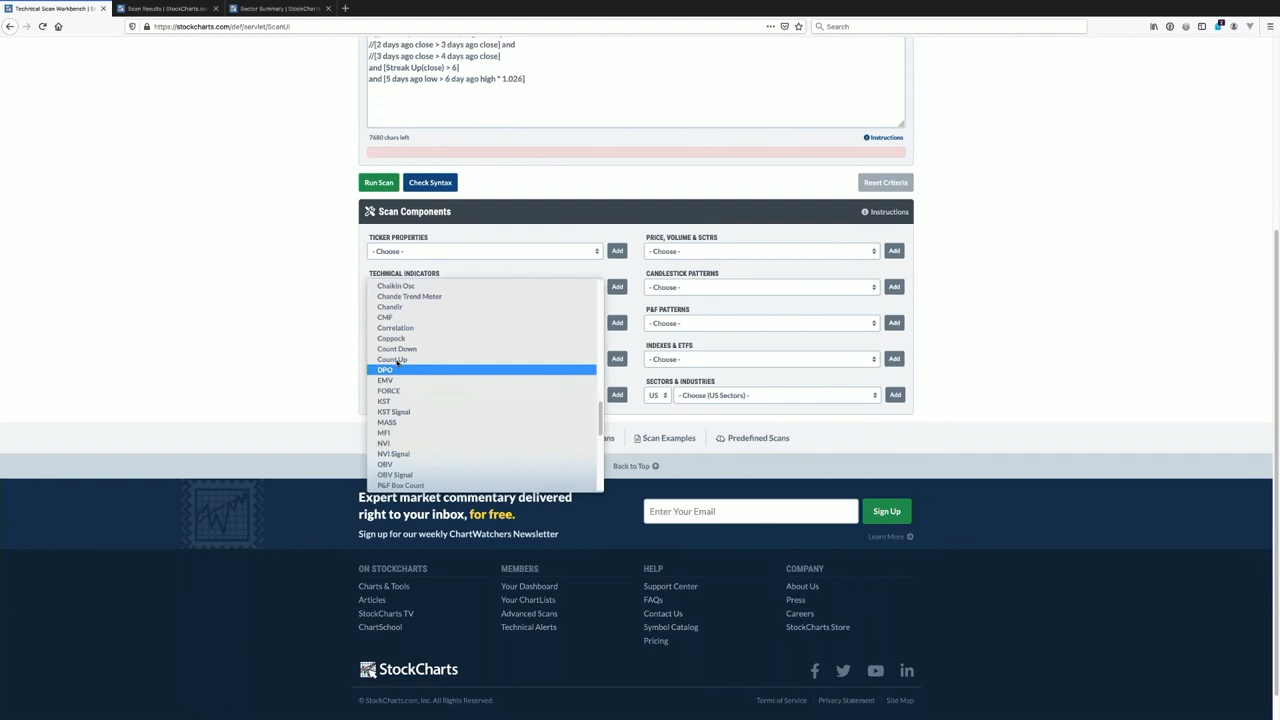 Technical Scan Workbench | S
Scan Results | StockCharts.com
Sector Summary | StockCharts
https://stockcharts.com/def/servlet/ScanUI
Search
//[2 days ago close > 3 days ago close] and
//[3 days ago close > 4 days ago close]
and [Streak Up(close) > 6]
and [5 days ago low > 6 day ago high * 1.026]
7680 chars left
Instructions
Run Scan
Check Syntax
Reset Criteria
Scan Components
Instructions
TICKER PROPERTIES
PRICE, VOLUME & SCTRS
- Choose -
Add
- Choose -
Add
TECHNICAL INDICATORS
CANDLESTICK PATTERNS
Chaikin Osc
Add
- Choose -
Add
Chande Trend Meter
Chandlr
P&F PATTERNS
CMF
Add
- Choose -
Add
Correlation
Coppock
INDEXES & ETFS
Count Down
Count Up
Add
- Choose -
Add
DPO
EMV
SECTORS & INDUSTRIES
FORCE
Add
US
- Choose (US Sectors) -
Add
KST
KST Signal
MASS
MFI
NVI
ans
Scan Examples
Predefined Scans
NVI Signal
OBV
Back to Top
OBV Signal
P&F Box Count
Expert market commentary delivered
right to your inbox, for free.
Sign up for our weekly ChartWatchers Newsletter
Enter Your Email
Sign Up
Learn More
ON STOCKCHARTS
MEMBERS
HELP
COMPANY
Charts & Tools
Your Dashboard
Support Center
About Us
Articles
Your ChartLists
FAQs
Press
StockCharts TV
Advanced Scans
Contact Us
Careers
ChartSchool
Technical Alerts
Symbol Catalog
StockCharts Store
Pricing
StockCharts
© StockCharts.com, Inc. All Rights Reserved.
Terms of Service
Privacy Statement
Site Map